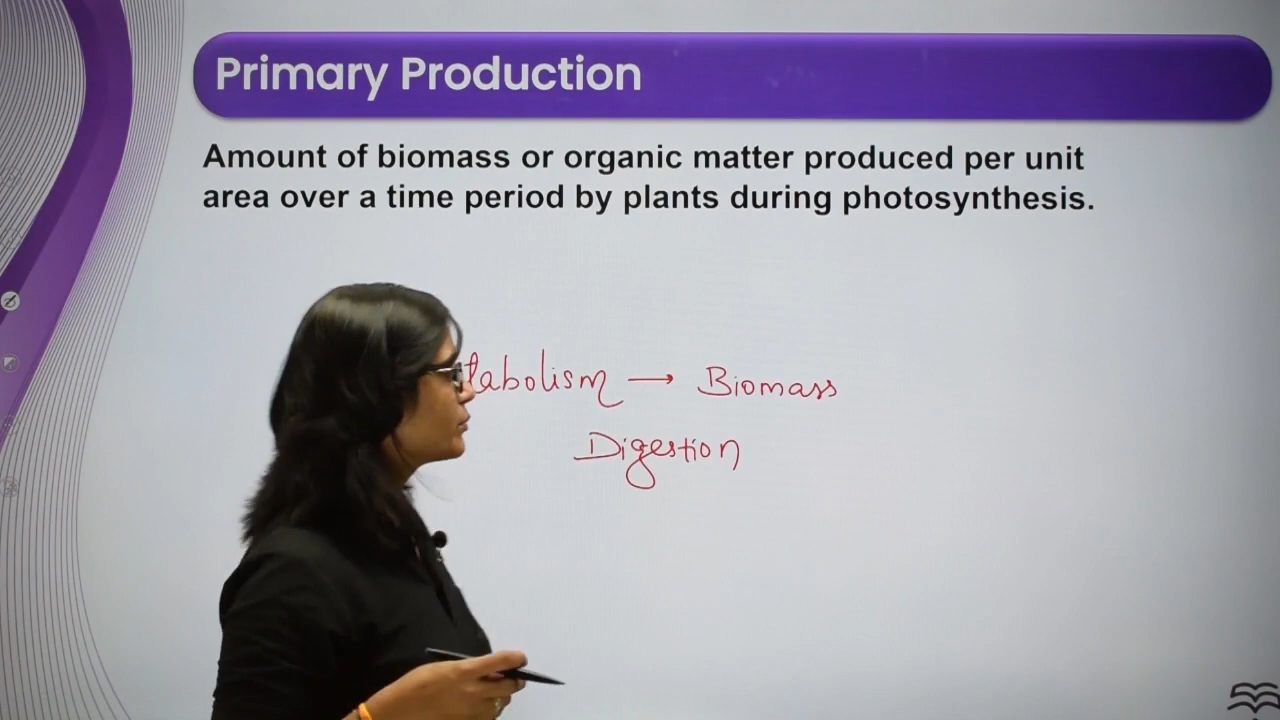 Primary Production
Amount of biomass or organic matter produced per unit
area over a time period by plants during photosynthesis.
tabolism → Biomass
Digestion